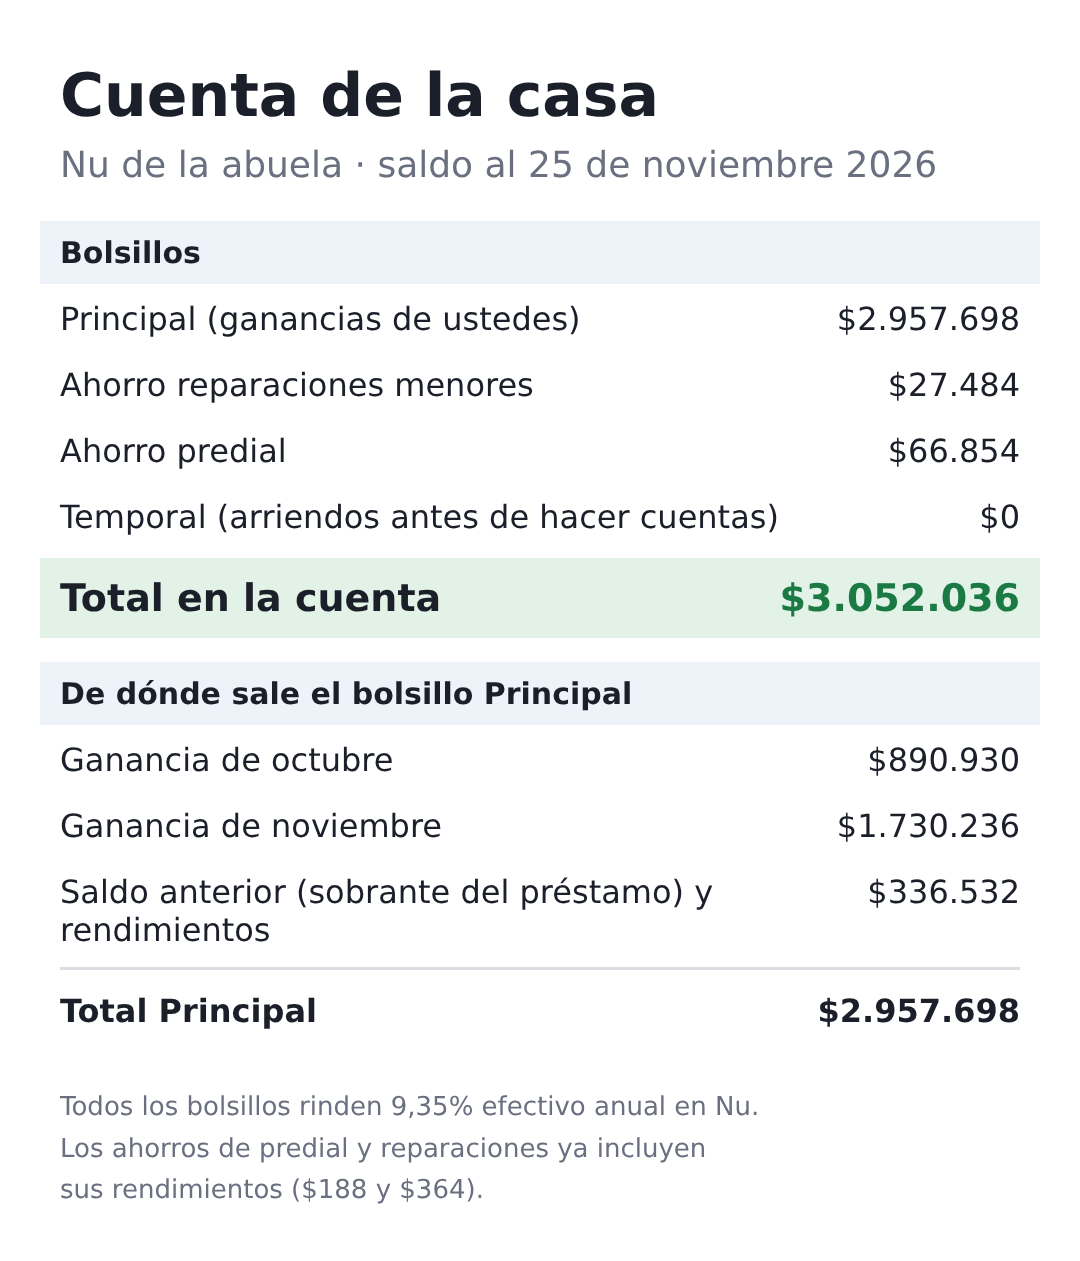 Cuenta de la casa
Nu de la abuela · saldo al 25 de noviembre 2026
Bolsillos
Principal (ganancias de ustedes) $2.957.698
Ahorro reparaciones menores $27.484
Ahorro predial $66.854
Temporal (arriendos antes de hacer cuentas) $0
Total en la cuenta $3.052.036
De dónde sale el bolsillo Principal
Ganancia de octubre $890.930
Ganancia de noviembre $1.730.236
Saldo anterior (sobrante del préstamo) y $336.532
rendimientos
Total Principal $2.957.698
Todos los bolsillos rinden 9,35% efectivo anual en Nu.
Los ahorros de predial y reparaciones ya incluyen
sus rendimientos ($188 y $364).